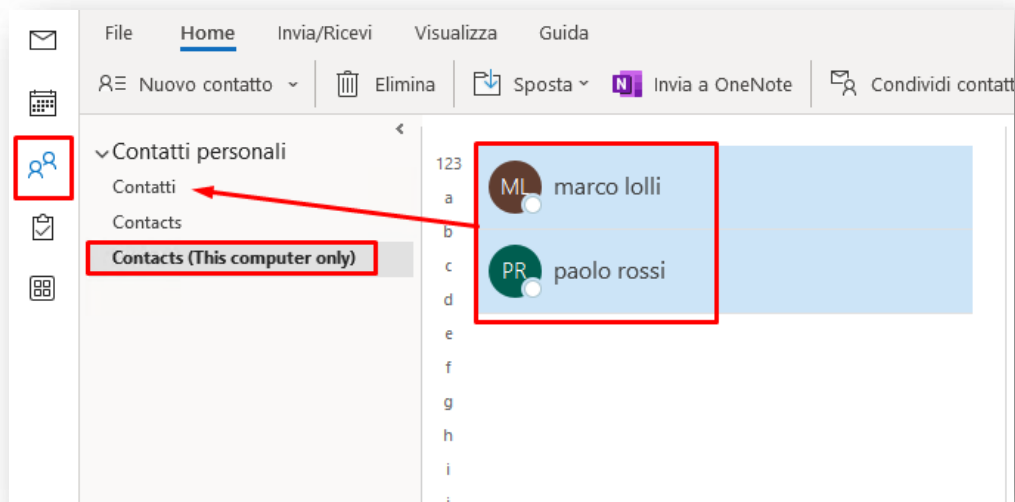 File Home Invia/Ricevi Visualizza Guida
Nuovo contatto Elimina Sposta N Invia a OneNote Condividi contatt
Contatti personali
Contatti
Contacts
Contacts (This computer only)
123
a
b
c
d
e
f
g
h
i
ML marco lolli
PR paolo rossi